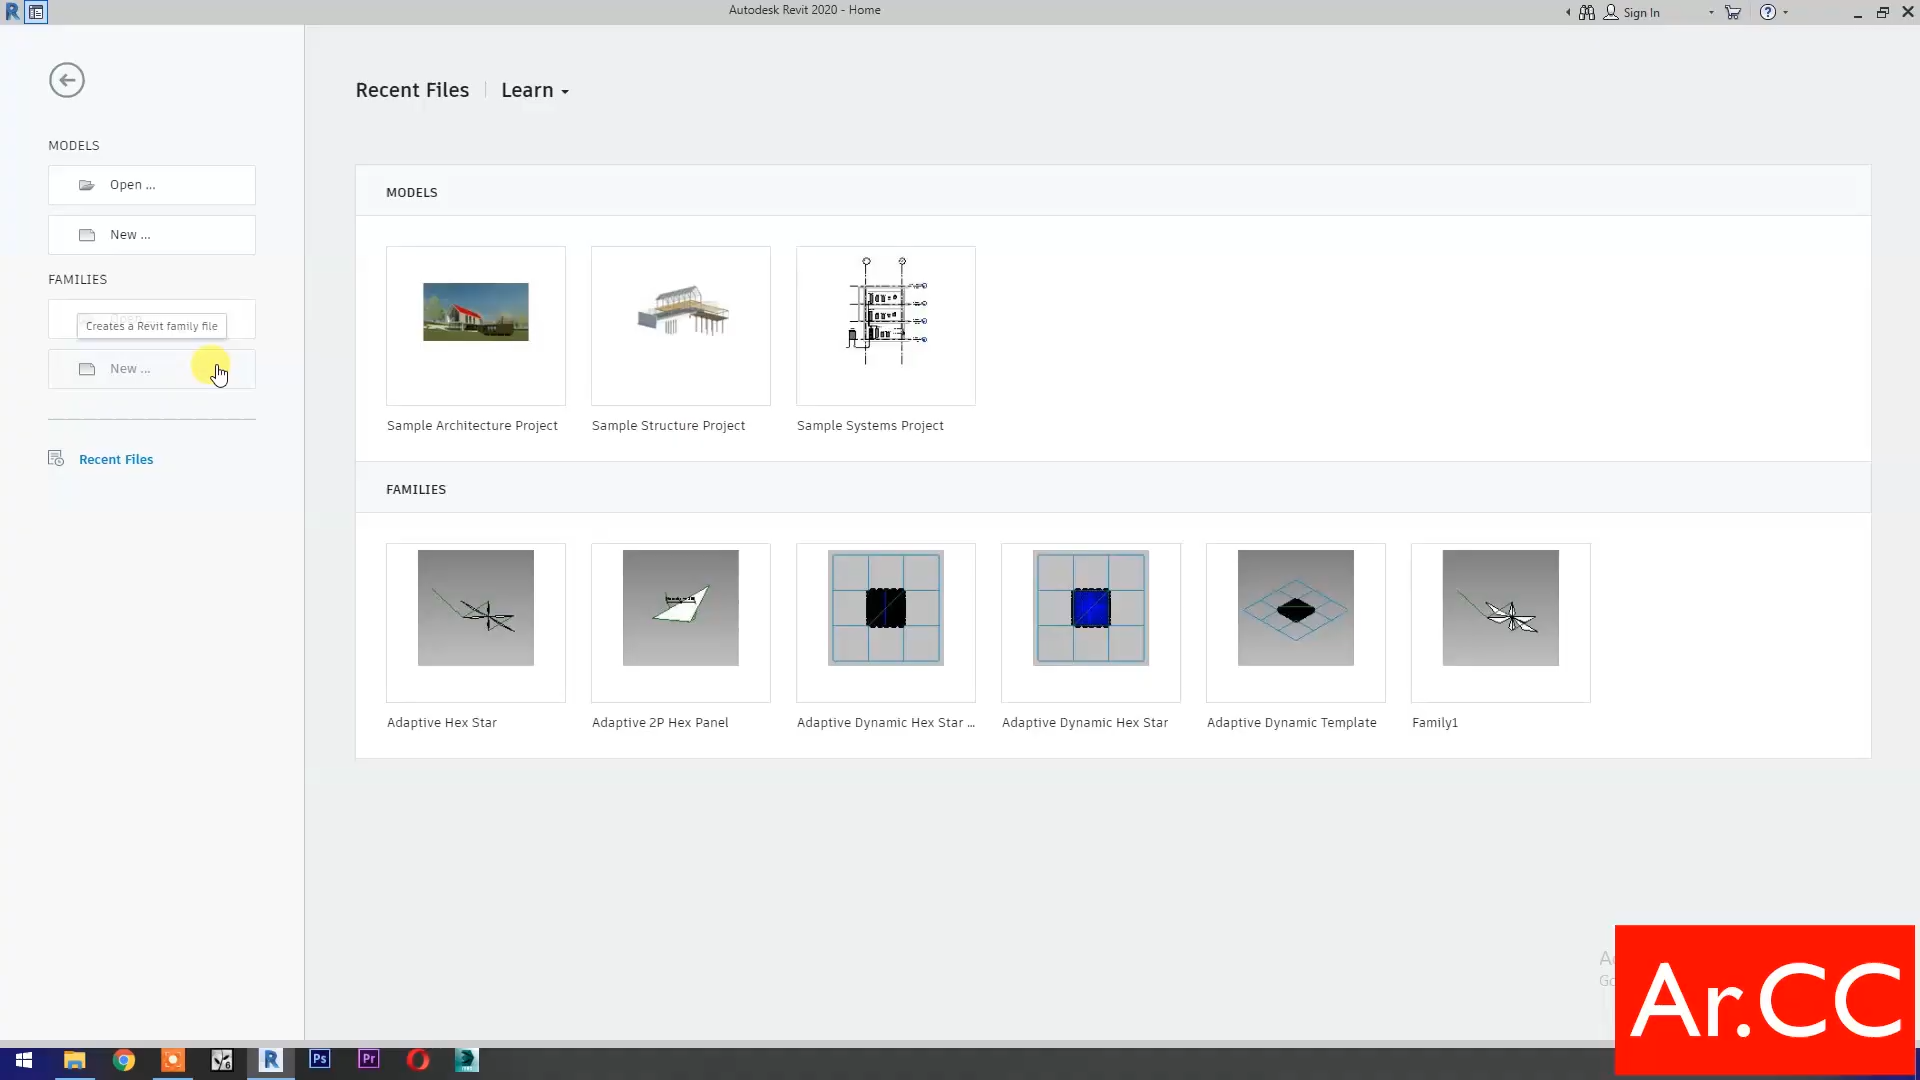 Autodesk Revit 2020 - Home
Sign In
Recent Files
Learn
MODELS
Open ...
New ...
FAMILIES
Creates a Revit family file
New ...
Recent Files
MODELS
Sample Architecture Project
Sample Structure Project
Sample Systems Project
FAMILIES
Adaptive Hex Star
Adaptive 2P Hex Panel
Adaptive Dynamic Hex Star ...
Adaptive Dynamic Hex Star
Adaptive Dynamic Template
Family1
Ar.CC
Ps
Pr